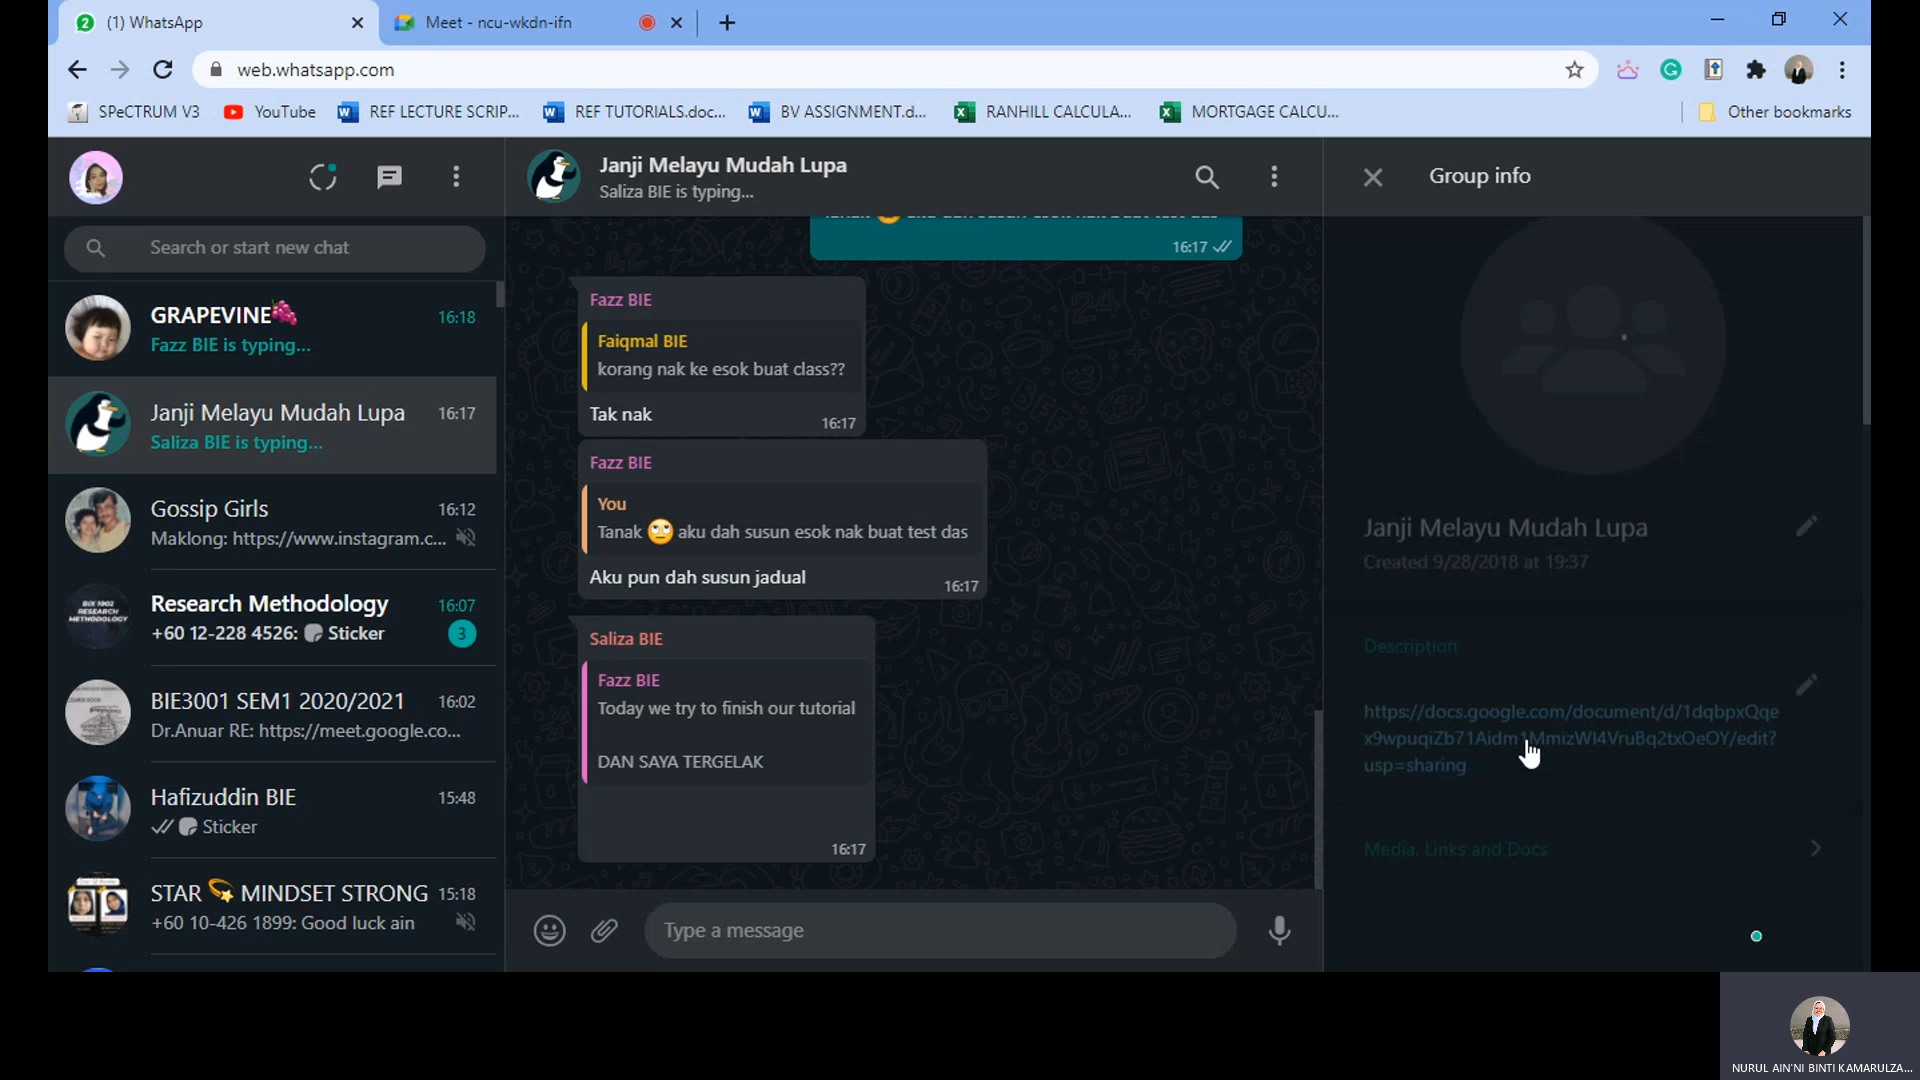 (1) WhatsApp
Meet - ncu-wkdn-ifn
web.whatsapp.com
SPeCTRUM V3
YouTube
REF LECTURE SCRIP...
REF TUTORIALS.doc...
BV ASSIGNMENT.d...
RANHILL CALCULA...
MORTGAGE CALCU...
Other bookmarks
Search or start new chat
GRAPEVINE🍇 16:18
Fazz BIE is typing...
Janji Melayu Mudah Lupa 16:17
Saliza BIE is typing...
Gossip Girls 16:12
Maklong: https://www.instagram.c...
Research Methodology 16:07
+60 12-228 4526: Sticker 3
BIE3001 SEM1 2020/2021 16:02
Dr.Anuar RE: https://meet.google.co...
Hafizuddin BIE 15:48
Sticker
STAR 💫 MINDSET STRONG 15:18
+60 10-426 1899: Good luck ain
Janji Melayu Mudah Lupa
Saliza BIE is typing...
16:17
Fazz BIE
Faiqmal BIE
korang nak ke esok buat class??
Tak nak
16:17
Fazz BIE
You
Tanak 🙄 aku dah susun esok nak buat test das
Aku pun dah susun jadual
16:17
Saliza BIE
Fazz BIE
Today we try to finish our tutorial
DAN SAYA TERGELAK
16:17
Type a message
Group info
Janji Melayu Mudah Lupa
Created 9/28/2018 at 19:37
Description
https://docs.google.com/document/d/1dqbpxQqe
x9wpuqiZb71Aidm1MmizWI4VruBq2txOeOY/edit?
usp=sharing
Media, Links and Docs
NURUL AIN'NI BINTI KAMARULZA...